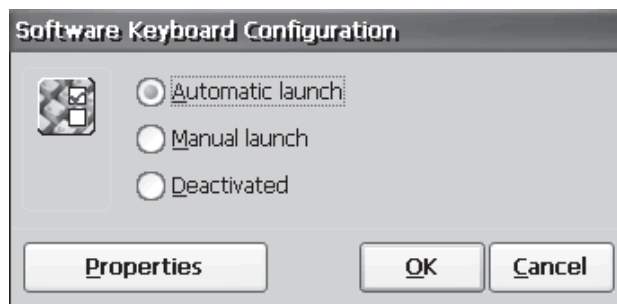 Software Keyboard Configuration
Automatic launch
Manual launch
Deactivated
Properties OK Cancel